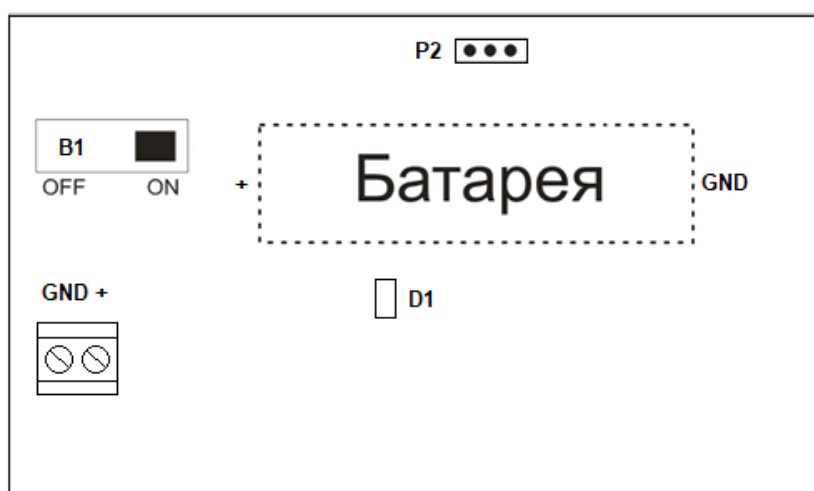 P2
B1
OFF ON
+ Батарея GND
GND +
D1